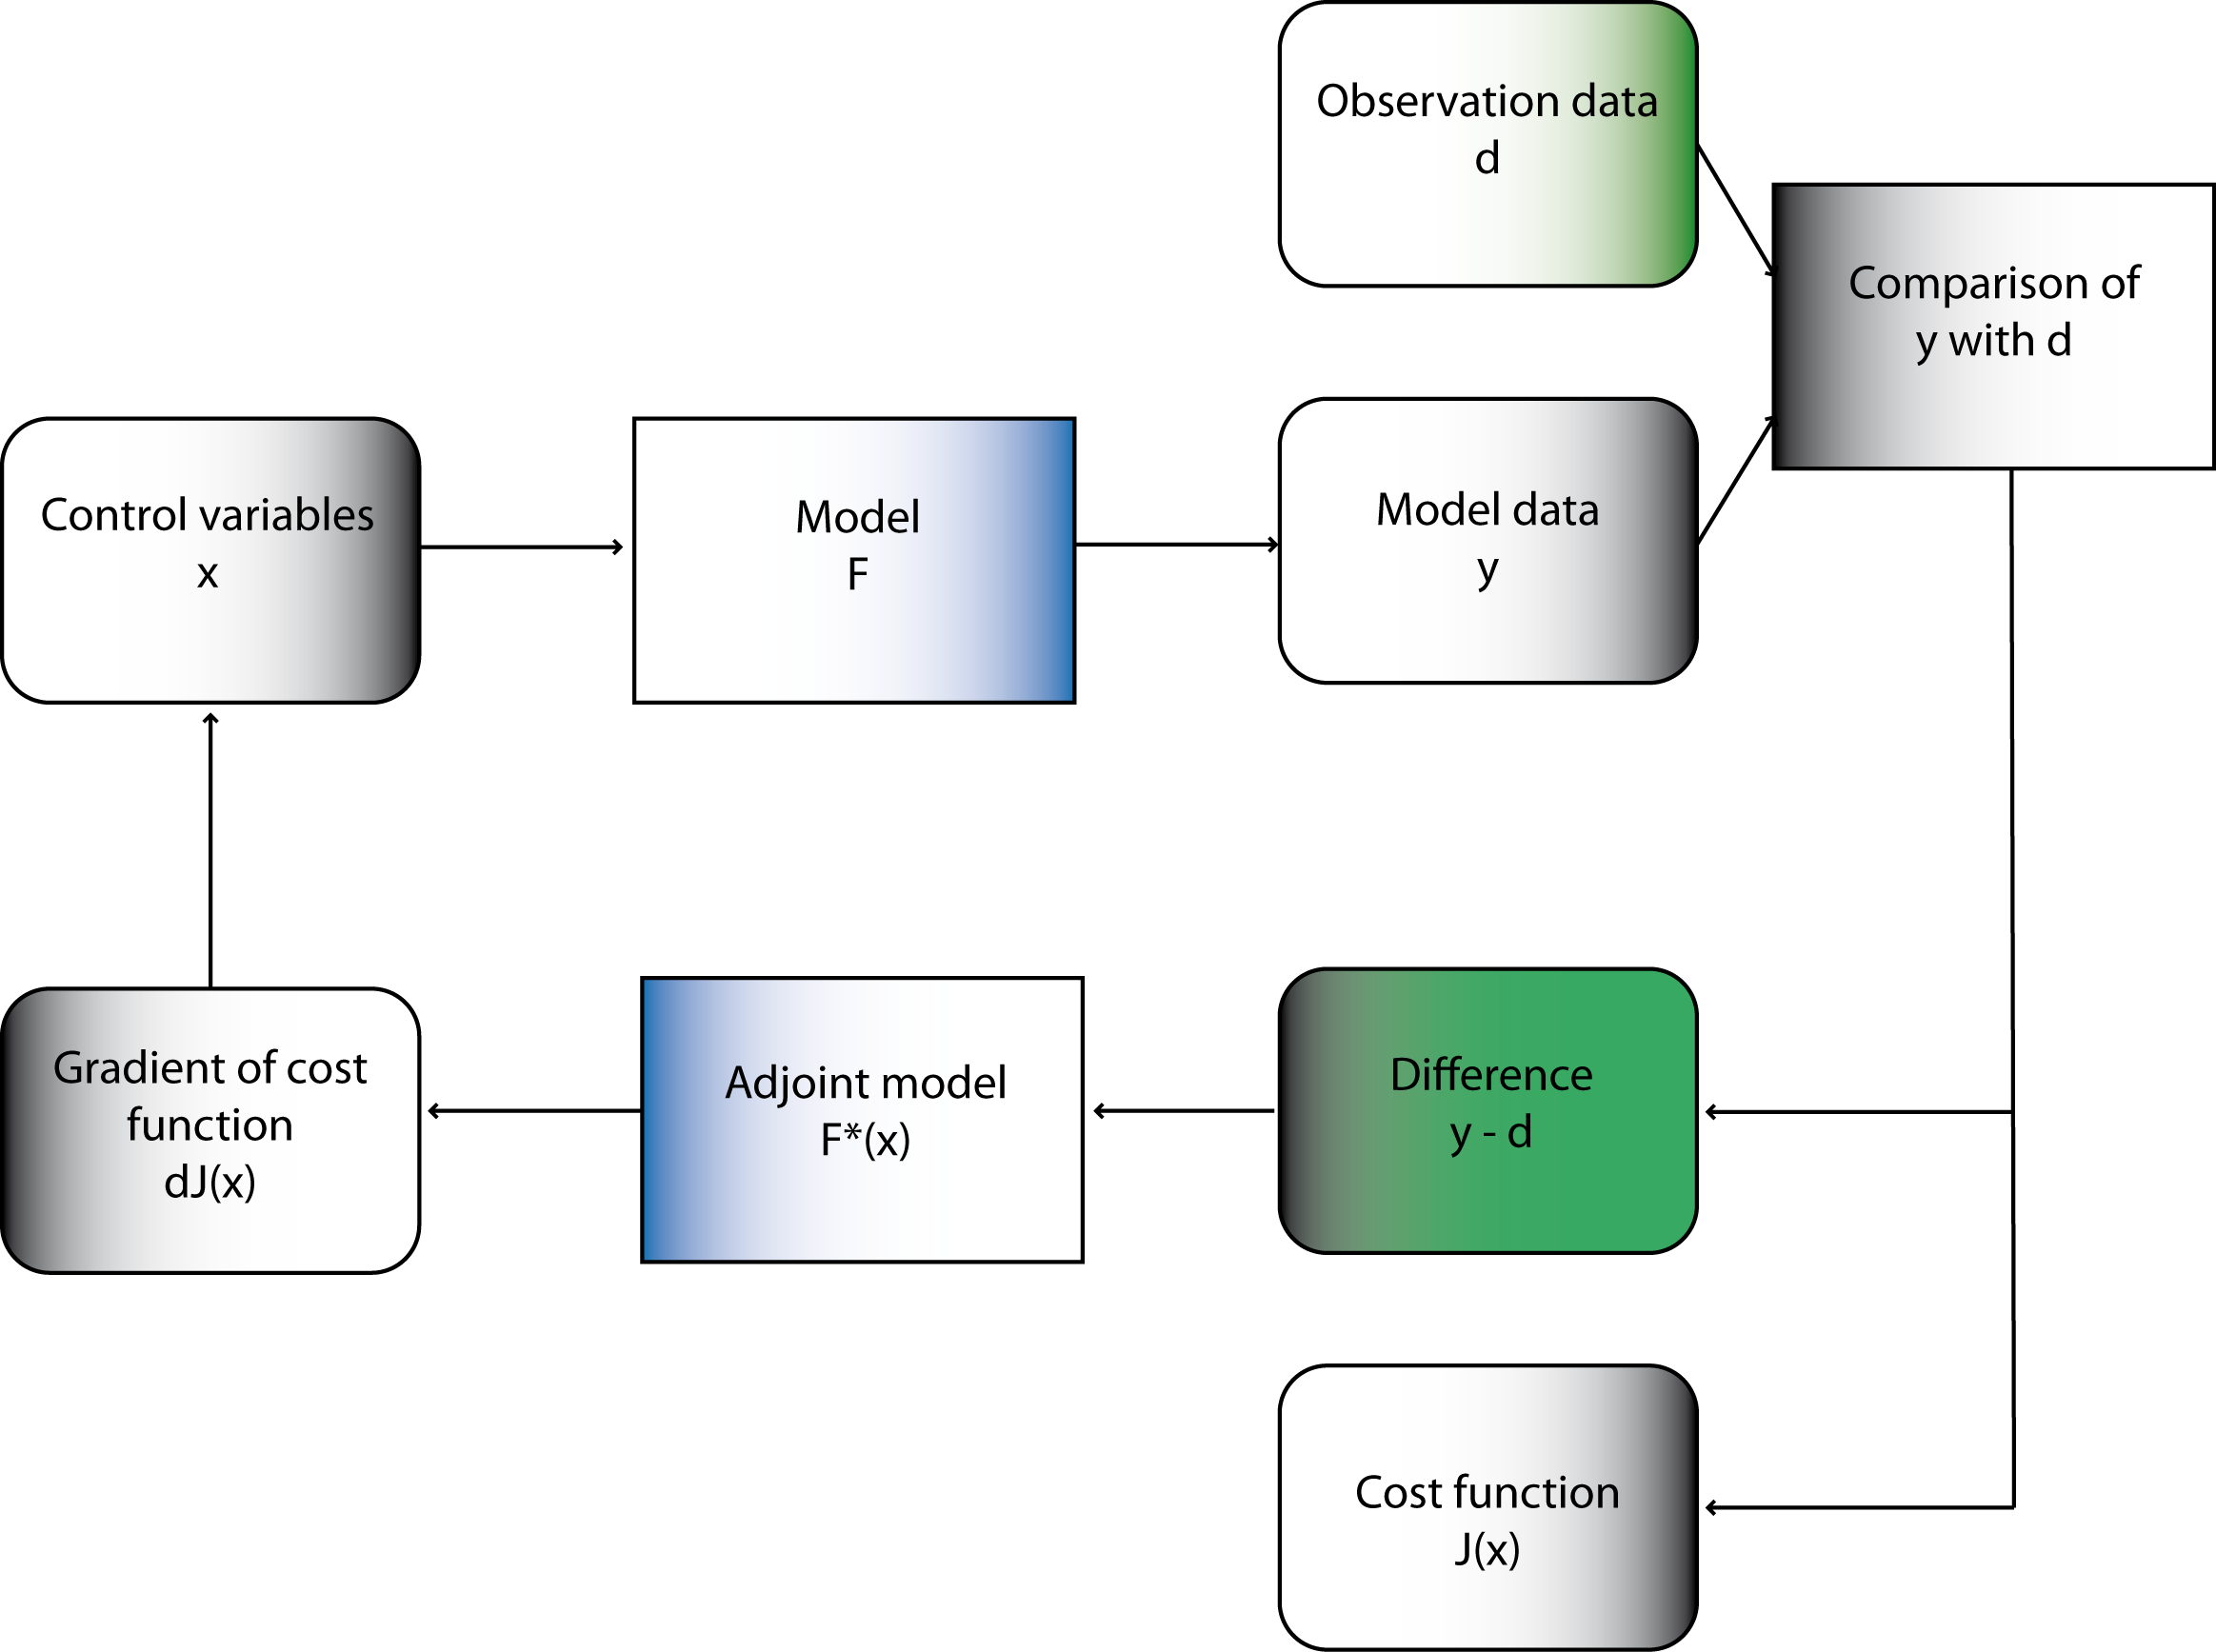 Observation data
d
Comparison of
y with d
Control variables
x
Model
F
Model data
y
Gradient of cost
function
dJ(x)
Adjoint model
F*(x)
Difference
y - d
Cost function
J(x)